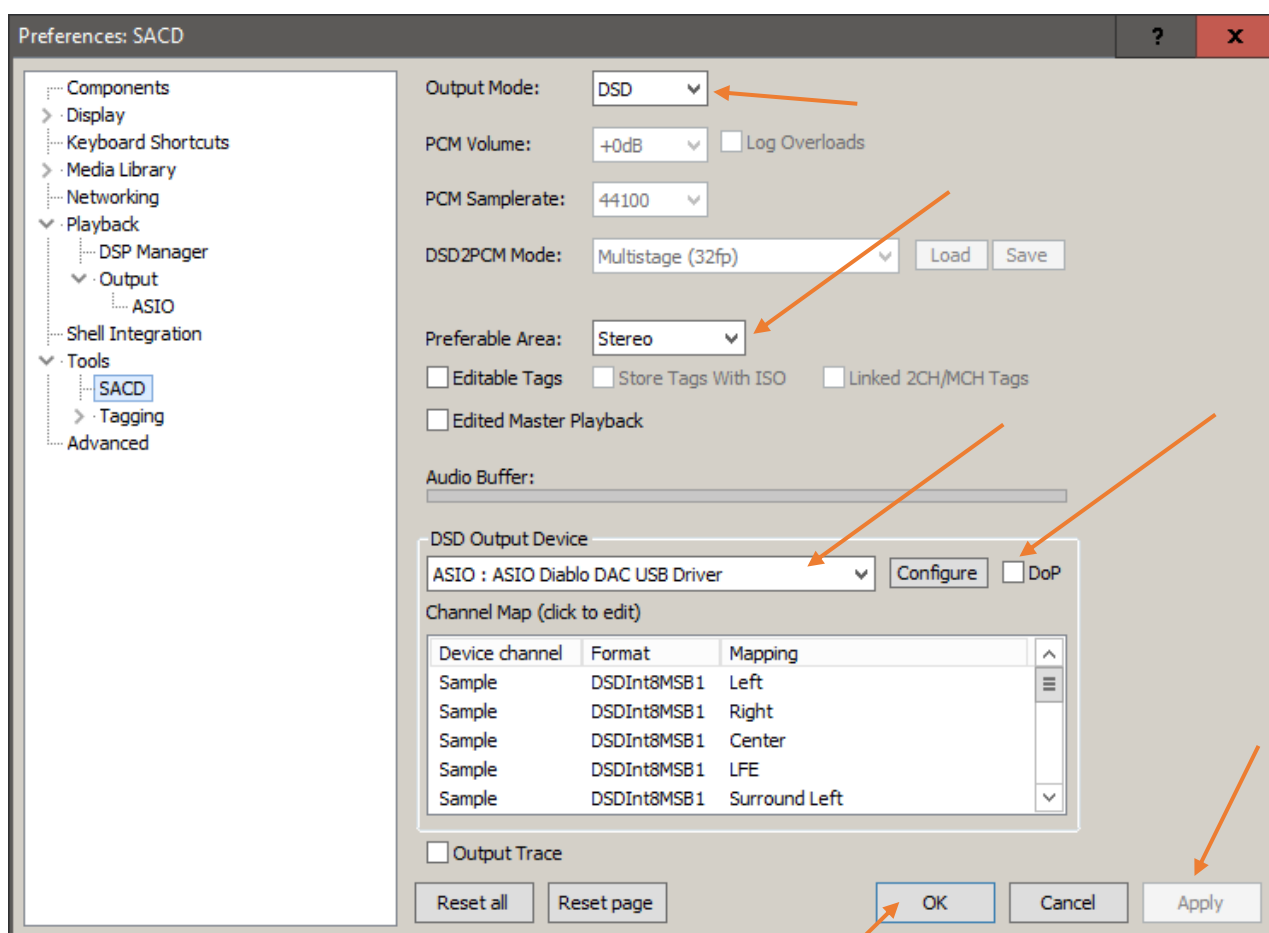 Preferences: SACD
?
x
Components
Display
Keyboard Shortcuts
Media Library
Networking
Playback
DSP Manager
Output
ASIO
Shell Integration
Tools
SACD
Tagging
Advanced
Output Mode: DSD
PCM Volume: +0dB Log Overloads
PCM Samplerate: 44100
DSD2PCM Mode: Multistage (32fp) Load Save
Preferable Area: Stereo
Editable Tags Store Tags With ISO Linked 2CH/MCH Tags
Edited Master Playback
Audio Buffer:
DSD Output Device
ASIO : ASIO Diablo DAC USB Driver Configure DoP
Channel Map (click to edit)
Device channel Format Mapping
Sample DSDInt8MSB1 Left
Sample DSDInt8MSB1 Right
Sample DSDInt8MSB1 Center
Sample DSDInt8MSB1 LFE
Sample DSDInt8MSB1 Surround Left
Output Trace
Reset all Reset page OK Cancel Apply